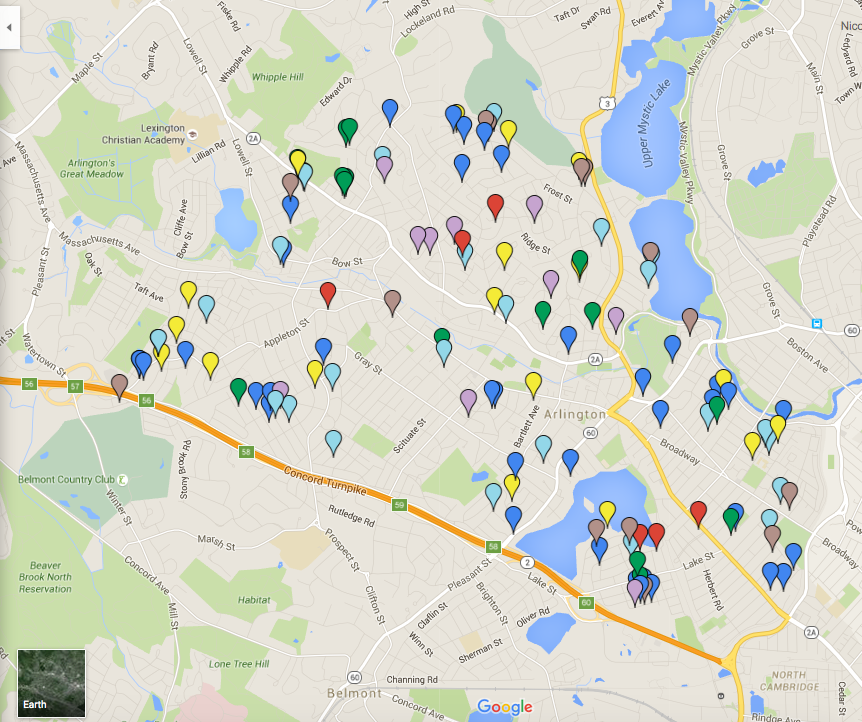 High St
Taft Dr
Swan Rd
Everett Av
Mystic Valley Pkwy
Nico
Fiske Rd
Lockeland Rd
Grove St
Main St
Ledyard Rd
Maple St
Bryant Rd
Lowell St
Whipple Rd
Whipple Hill
Edward Dr
Town W
3
Upper Mystic Lake
Lexington
Christian Academy
2A
Lillian Rd
Lowell St
Mystic Valley Pkwy
Grove St
Massachusetts Ave
Ave
Arlington's
Great Meadow
Cliffe Ave
Bow St
Frost St
Playstead Rd
Massachusetts Ave
Ridge St
Pleasant St
Oak St
Bow St
Taft Ave
Grove St
60
Boston Ave
Watertown St
Appleton St
Gray St
2A
56
57
56
Arlington
Bartlett Ave
60
Scituate St
Broadway
58
Stony Brook Rd
Belmont Country Club
Concord Turnpike
Winter St
59
Rutledge Rd
Pow
Broadway
Marsh St
Prospect St
58
2
Pleasant St
Lake St
Lake St
Concord Ave
Beaver
Brook North
Reservation
Habitat
Clifton St
Brighton St
Herbert Rd
60
Mill St
Claflin St
Oliver Rd
Winn St
2A
Sherman St
Lone Tree Hill
Earth
60
Channing Rd
Belmont
Concord Ave
NORTH
CAMBRIDGE
Cedar St
Google
Rindge Ave